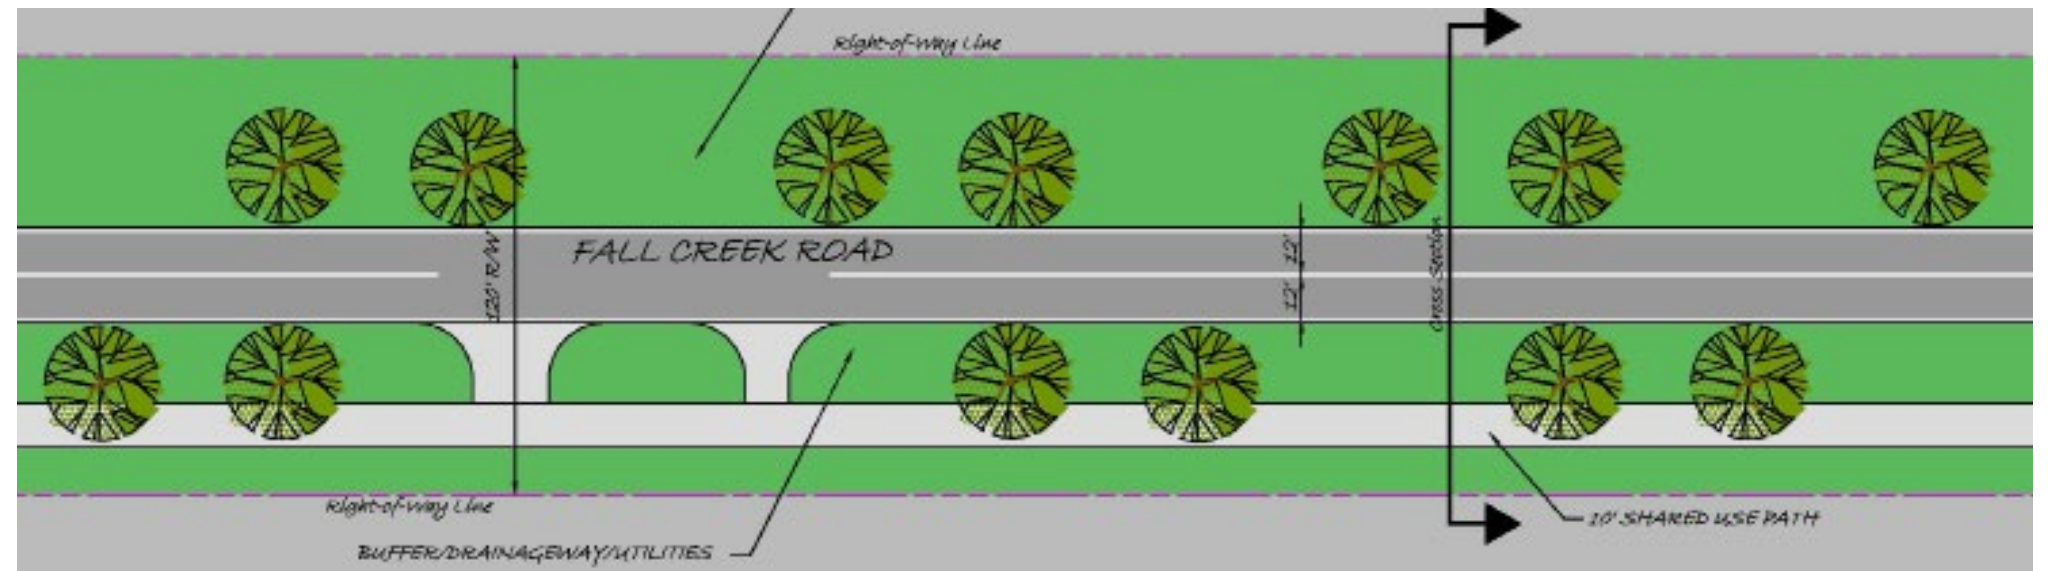 Right-of-Way Line
FALL CREEK ROAD
120' R/W
12'
12'
Cross Section
Right-of-Way Line
10' SHARED USE PATH
BUFFER/DRAINAGEWAY/UTILITIES